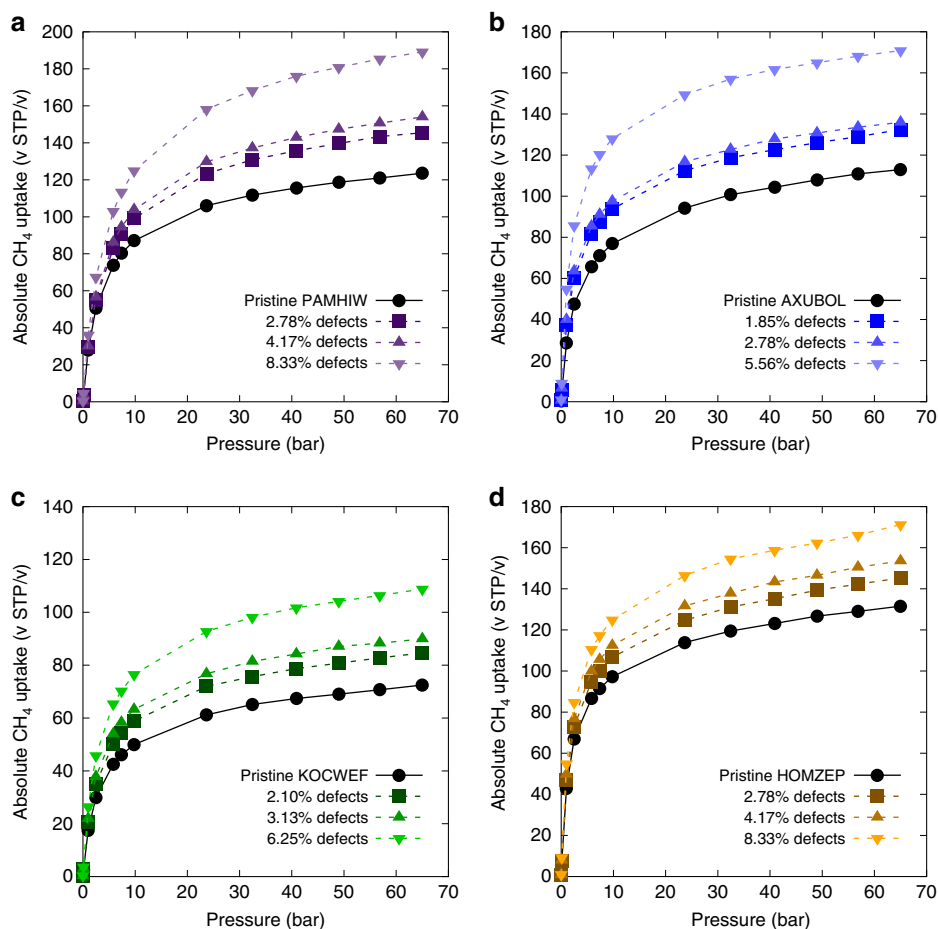 a
Absolute CH4 uptake (v STP/v)
200
180
160
140
120
100
80
60
40
20
0
Pristine PAMHIW
2.78% defects
4.17% defects
8.33% defects
0 10 20 30 40 50 60 70
Pressure (bar)
b
Absolute CH4 uptake (v STP/v)
180
160
140
120
100
80
60
40
20
0
Pristine AXUBOL
1.85% defects
2.78% defects
5.56% defects
0 10 20 30 40 50 60 70
Pressure (bar)
c
Absolute CH4 uptake (v STP/v)
140
120
100
80
60
40
20
0
Pristine KOCWEF
2.10% defects
3.13% defects
6.25% defects
0 10 20 30 40 50 60 70
Pressure (bar)
d
Absolute CH4 uptake (v STP/v)
180
160
140
120
100
80
60
40
20
0
Pristine HOMZEP
2.78% defects
4.17% defects
8.33% defects
0 10 20 30 40 50 60 70
Pressure (bar)